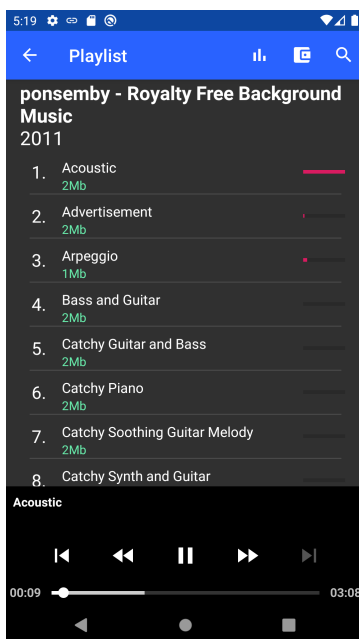 5:19
Playlist
ponsemby - Royalty Free Background
Music
2011
1. Acoustic
2Mb
2. Advertisement
2Mb
3. Arpeggio
1Mb
4. Bass and Guitar
2Mb
5. Catchy Guitar and Bass
2Mb
6. Catchy Piano
2Mb
7. Catchy Soothing Guitar Melody
2Mb
8. Catchy Synth and Guitar
Acoustic
00:09 03:08